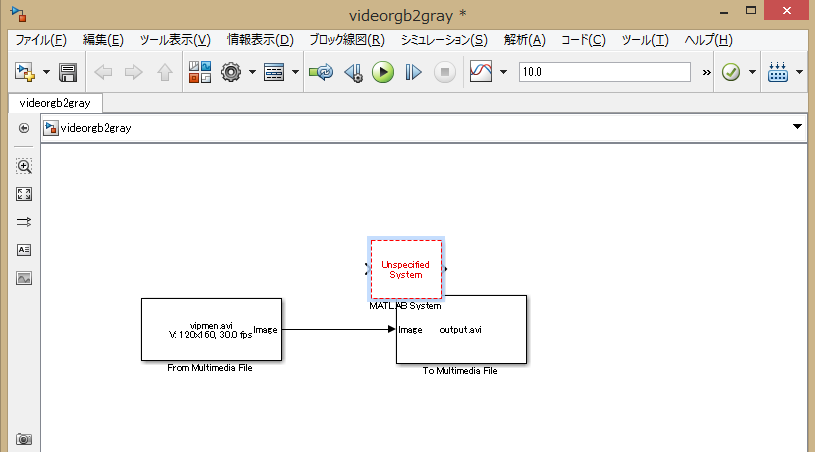 videorgb2gray *
ファイル(F) 編集(E) ツール表示(V) 情報表示(D) ブロック線図(R) シミュレーション(S) 解析(A) コード(C) ツール(T) ヘルプ(H)
10.0 »
videorgb2gray
videorgb2gray
Unspecified
System
MATLAB System
vipmen.avi
V: 120x160, 30.0 fps
Image
From Multimedia File
Image
output.avi
To Multimedia File